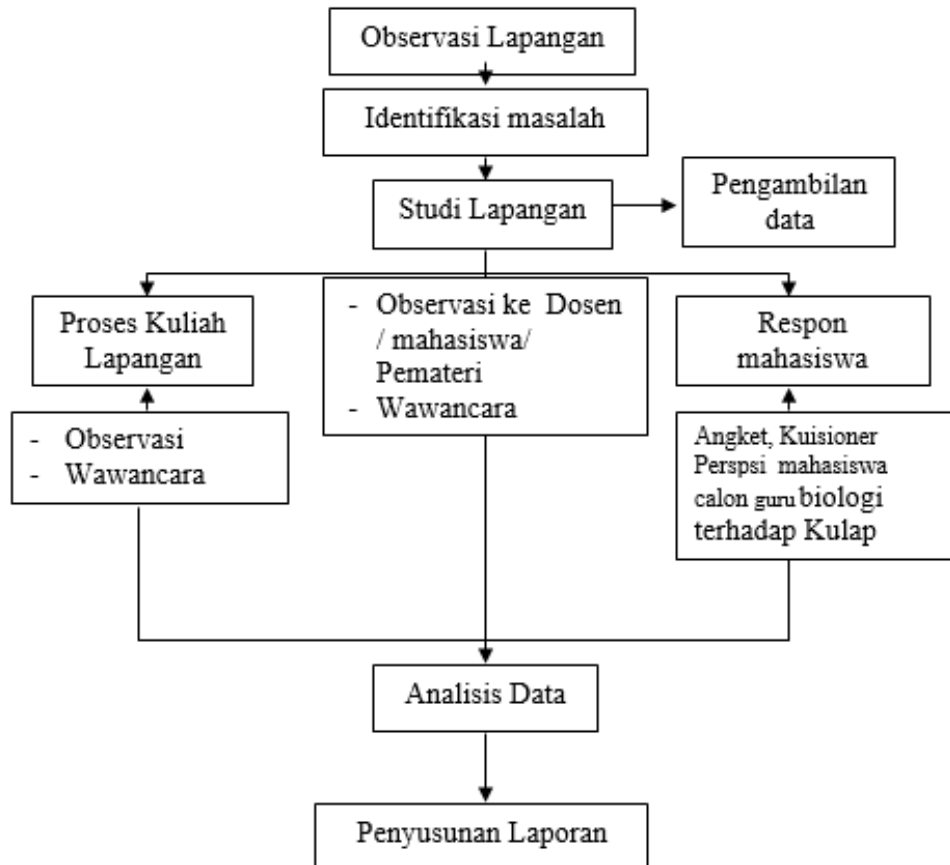 Observasi Lapangan
Identifikasi masalah
Studi Lapangan
Pengambilan
data
Proses Kuliah
Lapangan
- Observasi ke Dosen
/ mahasiswa/
Pemateri
- Wawancara
Respon
mahasiswa
- Observasi
- Wawancara
Angket, Kuisioner
Perspsi mahasiswa
calon guru biologi
terhadap Kulap
Analisis Data
Penyusunan Laporan